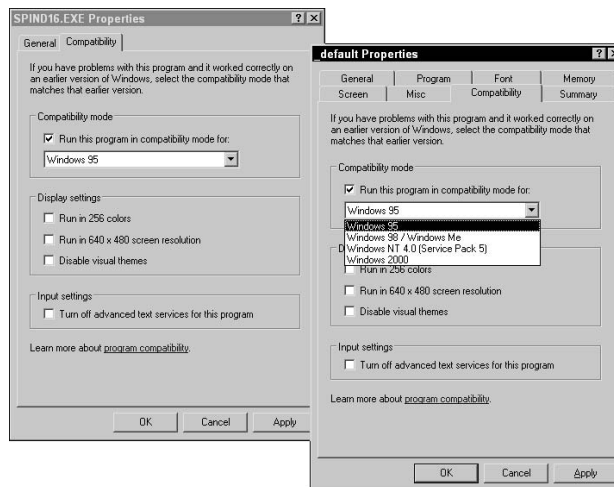 SPIND16.EXE Properties
General Compatibility
If you have problems with this program and it worked correctly on
an earlier version of Windows, select the compatibility mode that
matches that earlier version.
Compatibility mode
Run this program in compatibility mode for:
Windows 95
Display settings
Run in 256 colors
Run in 640 x 480 screen resolution
Disable visual themes
Input settings
Turn off advanced text services for this program
Learn more about program compatibility.
OK Cancel Apply
_default Properties
General Program Font Memory
Screen Misc Compatibility Summary
If you have problems with this program and it worked correctly on
an earlier version of Windows, select the compatibility mode that
matches that earlier version.
Compatibility mode
Run this program in compatibility mode for:
Windows 95
Windows 95
Windows 98 / Windows Me
Windows NT 4.0 (Service Pack 5)
Windows 2000
Run in 256 colors
Run in 640 x 480 screen resolution
Disable visual themes
Input settings
Turn off advanced text services for this program
Learn more about program compatibility.
OK Cancel Apply